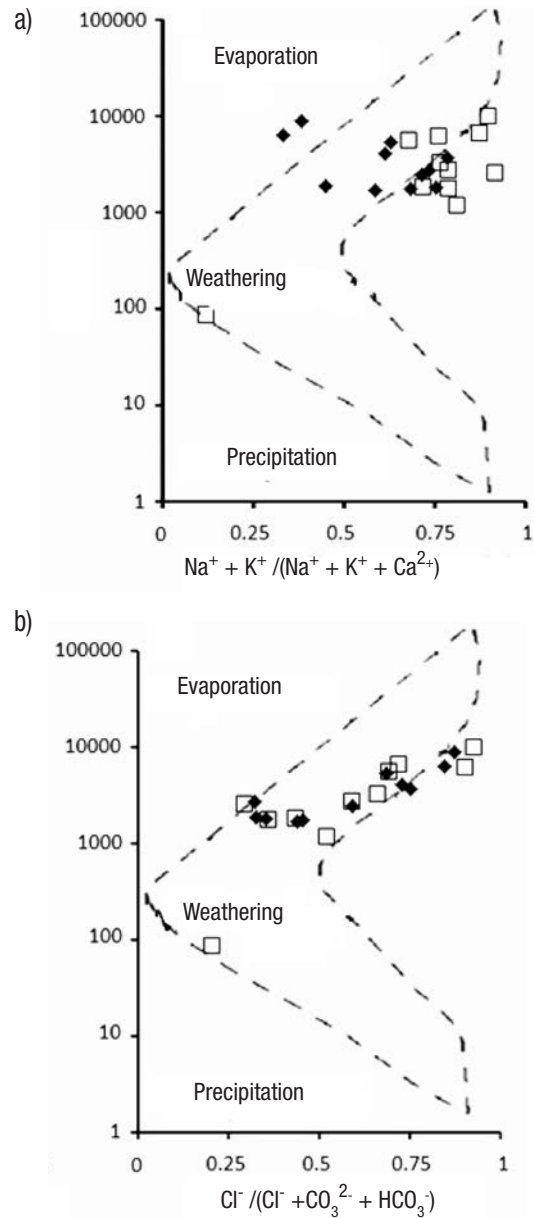 a)
100000
Evaporation
10000
1000
Weathering
100
10
Precipitation
1
0 0.25 0.5 0.75 1
Na⁺ + K⁺ /(Na⁺ + K⁺ + Ca²⁺)
b)
100000
Evaporation
10000
1000
Weathering
100
10
Precipitation
1
0 0.25 0.5 0.75 1
Cl⁻ /(Cl⁻ +CO₃²⁻ + HCO₃⁻)